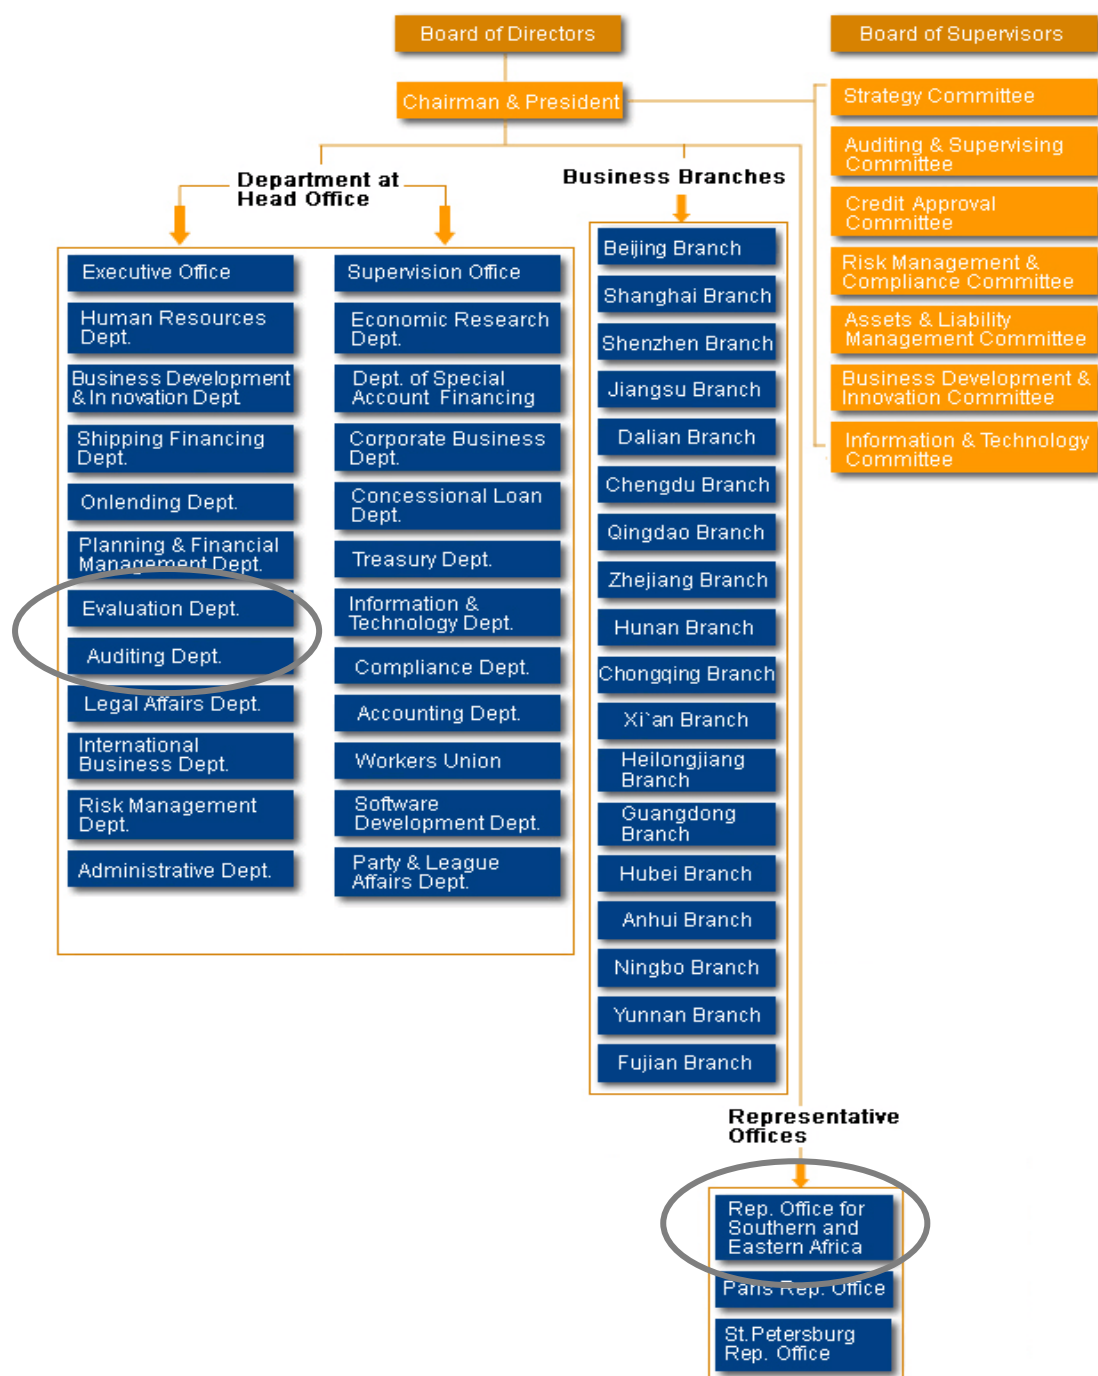 Board of Directors
Board of Supervisors
Chairman & President
Strategy Committee
Auditing & Supervising
Committee
Credit Approval
Committee
Risk Management &
Compliance Committee
Assets & Liability
Management Committee
Business Development &
Innovation Committee
Information & Technology
Committee
Department at
Head Office
Business Branches
Executive Office
Human Resources
Dept.
Business Development
& In novation Dept
Shipping Financing
Dept.
Onlending Dept.
Planning & Financial
Management Dept.
Evaluation Dept.
Auditing Dept.
Legal Affairs Dept.
International
Business Dept.
Risk Management
Dept.
Administrative Dept.
Supervision Office
Economic Research
Dept.
Dept. of Special
Account Financing
Corporate Business
Dept.
Concessional Loan
Dept.
Treasury Dept.
Information &
Technology Dept.
Compliance Dept.
Accounting Dept.
Workers Union
Software
Development Dept.
Party & League
Affairs Dept.
Beijing Branch
Shanghai Branch
Shenzhen Branch
Jiangsu Branch
Dalian Branch
Chengdu Branch
Qingdao Branch
Zhejiang Branch
Hunan Branch
Chongqing Branch
Xi`an Branch
Heilongjiang
Branch
Guangdong
Branch
Hubei Branch
Anhui Branch
Ningbo Branch
Yunnan Branch
Fujian Branch
Representative
Offices
Rep. Office for
Southern and
Eastern Africa
Paris Rep. Office
St.Petersburg
Rep. Office